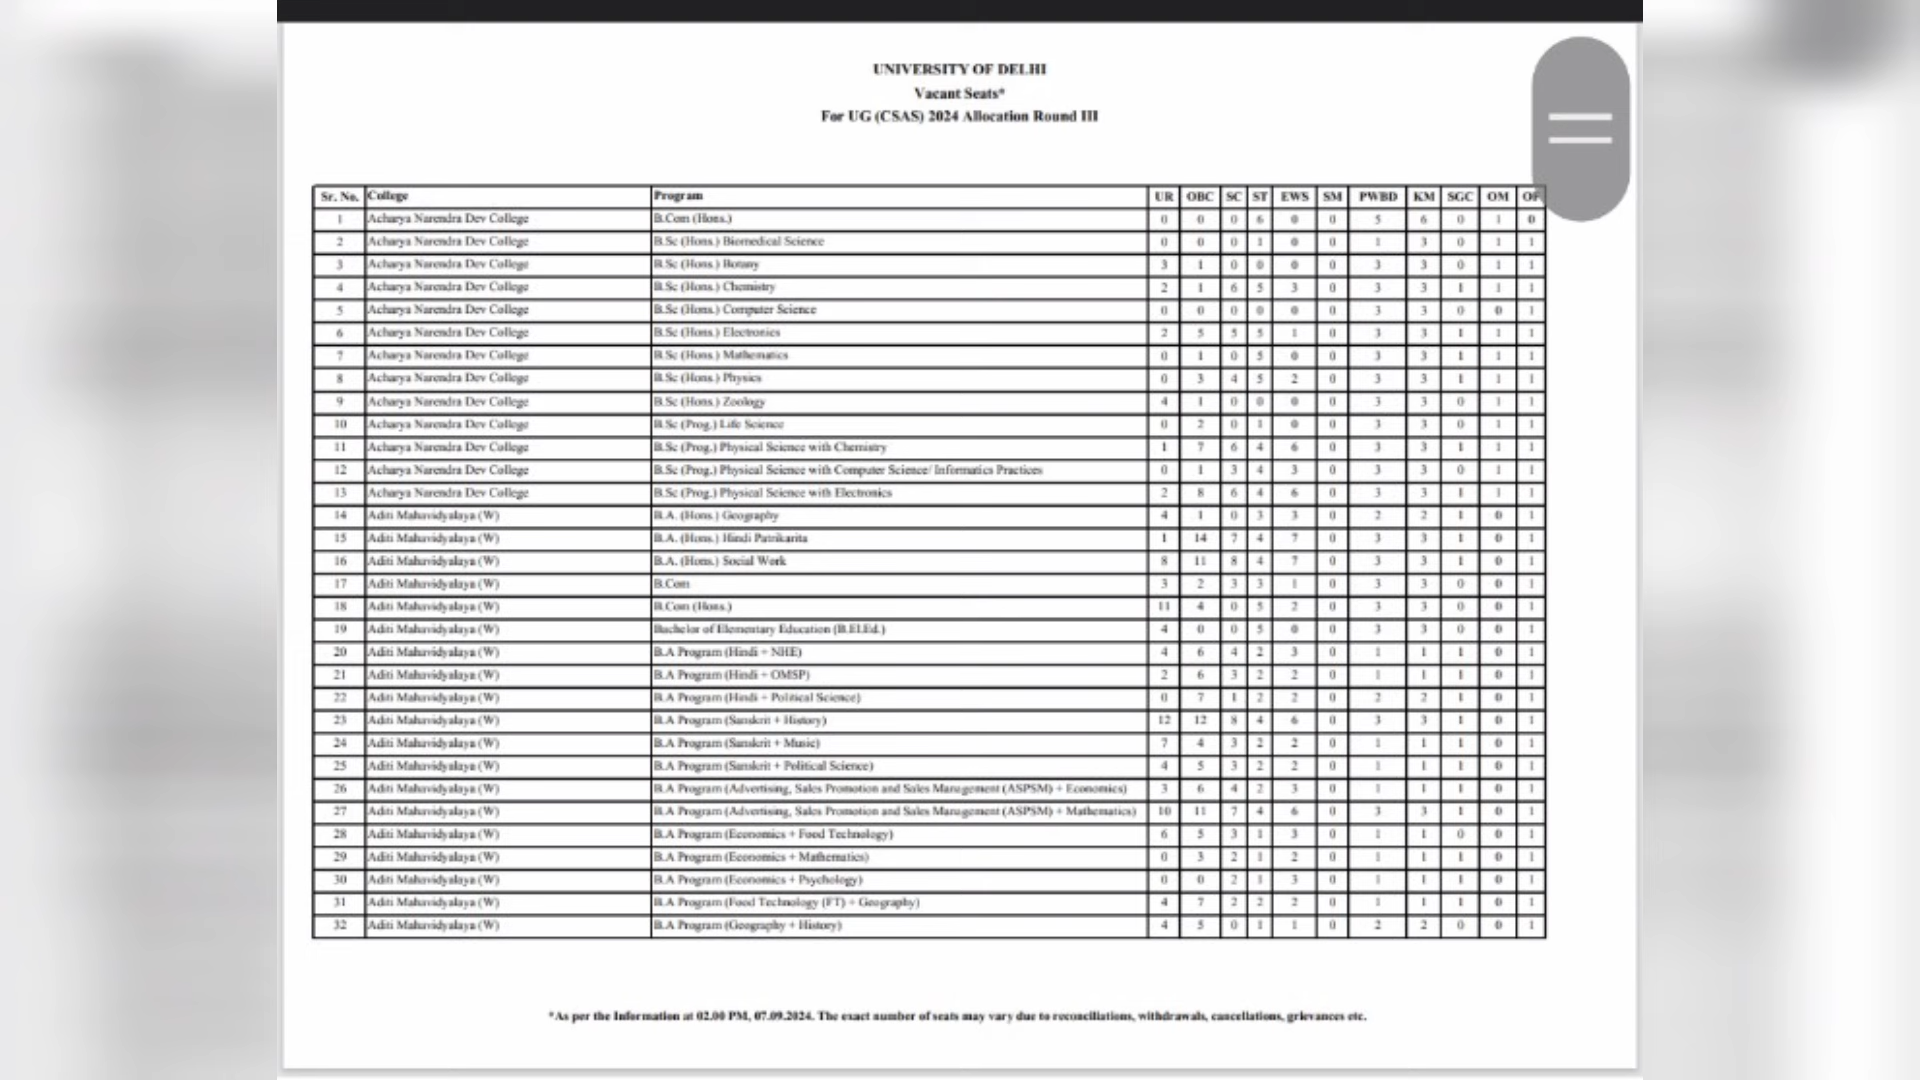 UNIVERSITY OF DELHI
Vacant Seats*
For UG (CSAS) 2024 Allocation Round III
Sr. No. College Program UR OBC SC ST EWS SM PWBD KM SGC OM OF
1 Acharya Narendra Dev College B.Com (Hons.) 0 0 0 6 0 0 5 6 0 1 0
2 Acharya Narendra Dev College B.Sc (Hons.) Biomedical Science 0 0 0 1 0 0 1 3 0 1 1
3 Acharya Narendra Dev College B.Sc (Hons.) Botany 3 1 0 0 0 0 3 3 0 1 1
4 Acharya Narendra Dev College B.Sc (Hons.) Chemistry 2 1 6 5 3 0 3 3 1 1 1
5 Acharya Narendra Dev College B.Sc (Hons.) Computer Science 0 0 0 0 0 0 3 3 0 0 1
6 Acharya Narendra Dev College B.Sc (Hons.) Electronics 2 5 5 5 1 0 3 3 1 1 1
7 Acharya Narendra Dev College B.Sc (Hons.) Mathematics 0 1 0 5 0 0 3 3 1 1 1
8 Acharya Narendra Dev College B.Sc (Hons.) Physics 0 3 4 5 2 0 3 3 1 1 1
9 Acharya Narendra Dev College B.Sc (Hons.) Zoology 4 1 0 0 0 0 3 3 0 1 1
10 Acharya Narendra Dev College B.Sc (Prog.) Life Science 0 2 0 1 0 0 3 3 0 1 1
11 Acharya Narendra Dev College B.Sc (Prog.) Physical Science with Chemistry 1 7 6 4 6 0 3 3 1 1 1
12 Acharya Narendra Dev College B.Sc (Prog.) Physical Science with Computer Science/ Informatics Practices 0 1 3 4 3 0 3 3 0 1 1
13 Acharya Narendra Dev College B.Sc (Prog.) Physical Science with Electronics 2 8 6 4 6 0 3 3 1 1 1
14 Aditi Mahavidyalaya (W) B.A. (Hons.) Geography 4 1 0 3 3 0 2 2 1 0 1
15 Aditi Mahavidyalaya (W) B.A. (Hons.) Hindi Patrikarita 1 14 7 4 7 0 3 3 1 0 1
16 Aditi Mahavidyalaya (W) B.A. (Hons.) Social Work 8 11 8 4 7 0 3 3 1 0 1
17 Aditi Mahavidyalaya (W) B.Com 3 2 3 3 1 0 3 3 0 0 1
18 Aditi Mahavidyalaya (W) B.Com (Hons.) 11 4 0 5 2 0 3 3 0 0 1
19 Aditi Mahavidyalaya (W) Bachelor of Elementary Education (B.El.Ed.) 4 0 0 5 0 0 3 3 0 0 1
20 Aditi Mahavidyalaya (W) B.A Program (Hindi + NHE) 4 6 4 2 3 0 1 1 1 0 1
21 Aditi Mahavidyalaya (W) B.A Program (Hindi + OMSP) 2 6 3 2 2 0 1 1 1 0 1
22 Aditi Mahavidyalaya (W) B.A Program (Hindi + Political Science) 0 7 1 2 2 0 2 2 1 0 1
23 Aditi Mahavidyalaya (W) B.A Program (Sanskrit + History) 12 12 8 4 6 0 3 3 1 0 1
24 Aditi Mahavidyalaya (W) B.A Program (Sanskrit + Music) 7 4 3 2 2 0 1 1 1 0 1
25 Aditi Mahavidyalaya (W) B.A Program (Sanskrit + Political Science) 4 5 3 2 2 0 1 1 1 0 1
26 Aditi Mahavidyalaya (W) B.A Program (Advertising, Sales Promotion and Sales Management (ASPSM) + Economics) 3 6 4 2 3 0 1 1 1 0 1
27 Aditi Mahavidyalaya (W) B.A Program (Advertising, Sales Promotion and Sales Management (ASPSM) + Mathematics) 10 11 7 4 6 0 3 3 1 0 1
28 Aditi Mahavidyalaya (W) B.A Program (Economics + Food Technology) 6 5 3 1 3 0 1 1 0 0 1
29 Aditi Mahavidyalaya (W) B.A Program (Economics + Mathematics) 0 3 2 1 2 0 1 1 1 0 1
30 Aditi Mahavidyalaya (W) B.A Program (Economics + Psychology) 0 0 2 1 3 0 1 1 1 0 1
31 Aditi Mahavidyalaya (W) B.A Program (Food Technology (FT) + Geography) 4 7 2 2 2 0 1 1 1 0 1
32 Aditi Mahavidyalaya (W) B.A Program (Geography + History) 4 5 0 1 1 0 2 2 0 0 1
*As per the Information at 02.00 PM, 07.09.2024. The exact number of seats may vary due to reconciliations, withdrawals, cancellations, grievances etc.